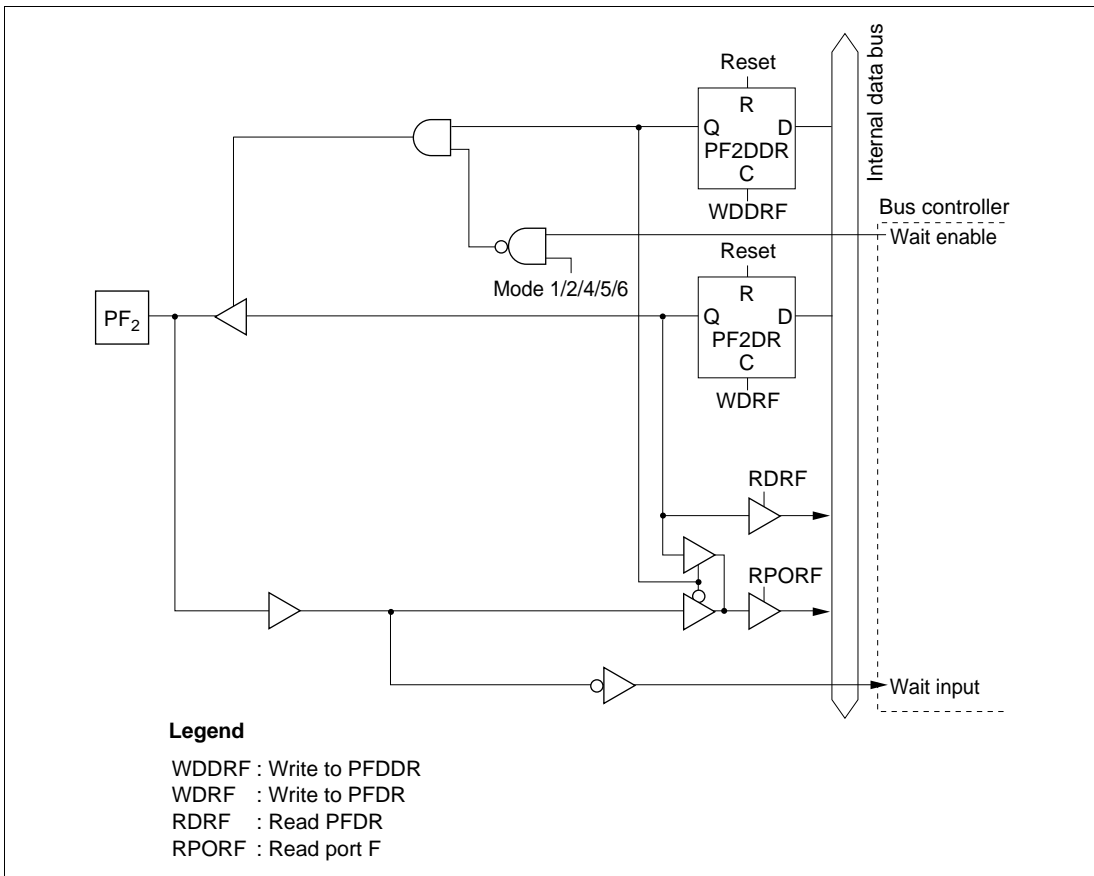 Reset
R
Q D
PF2DDR
C
WDDRF
Internal data bus
Bus controller
Wait enable
Mode 1/2/4/5/6
Reset
R
Q D
PF2DR
C
WDRF
PF2
RDRF
RPORF
Wait input
Legend
WDDRF : Write to PFDDR
WDRF : Write to PFDR
RDRF : Read PFDR
RPORF : Read port F